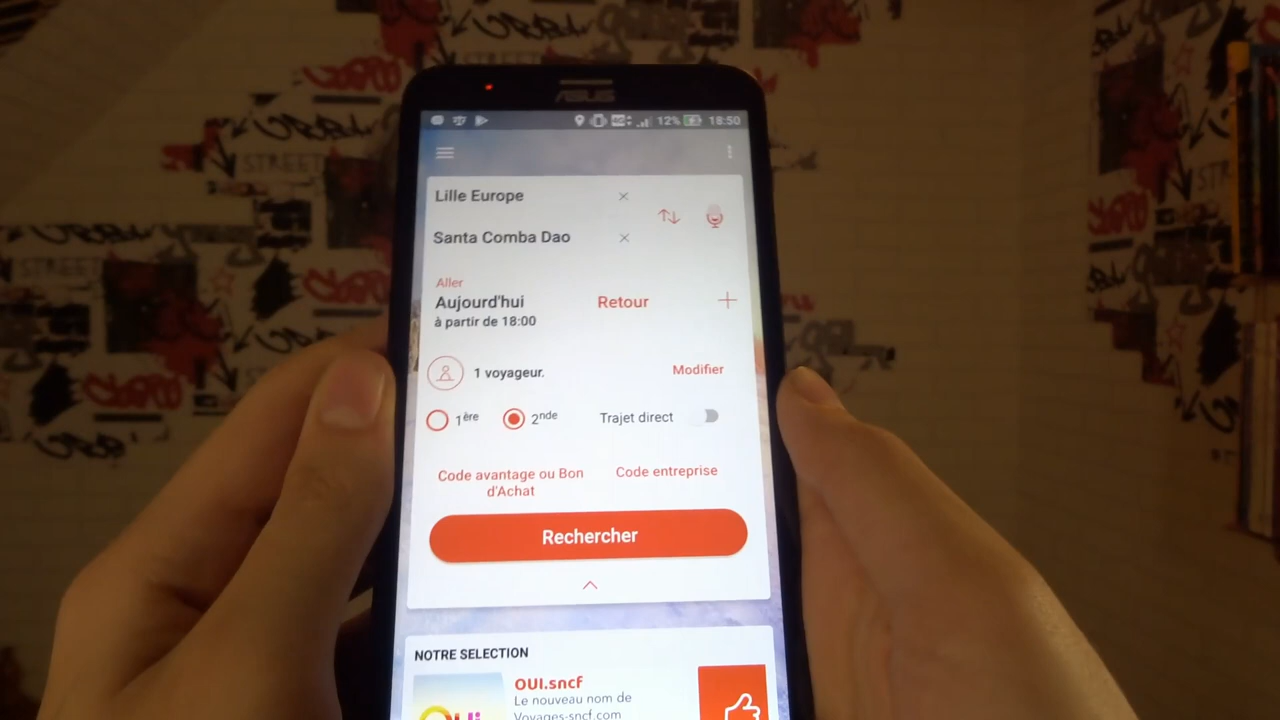 ASUS
12% 18:50
Lille Europe
Santa Comba Dao
Aller
Aujourd'hui
Retour
à partir de 18:00
1 voyageur.
Modifier
1ère
2nde
Trajet direct
Code avantage ou Bon
d'Achat
Code entreprise
Rechercher
NOTRE SELECTION
OUI.sncf
Le nouveau nom de
Voyages-sncf.com
STREET
STREET